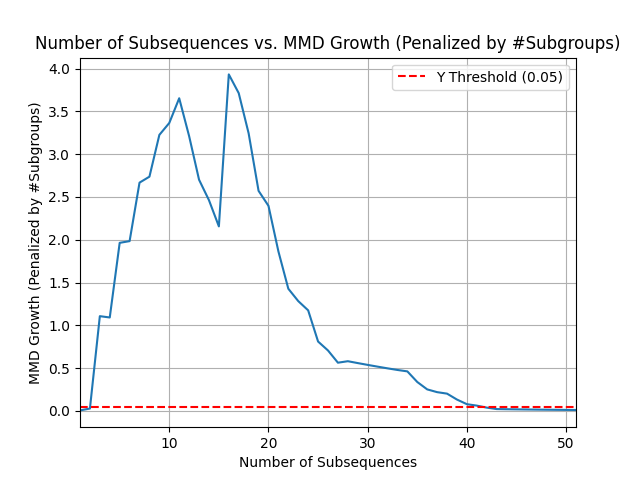 Number of Subsequences vs. MMD Growth (Penalized by #Subgroups)
Y Threshold (0.05)
MMD Growth (Penalized by #Subgroups)
4.0
3.5
3.0
2.5
2.0
1.5
1.0
0.5
0.0
10 20 30 40 50
Number of Subsequences